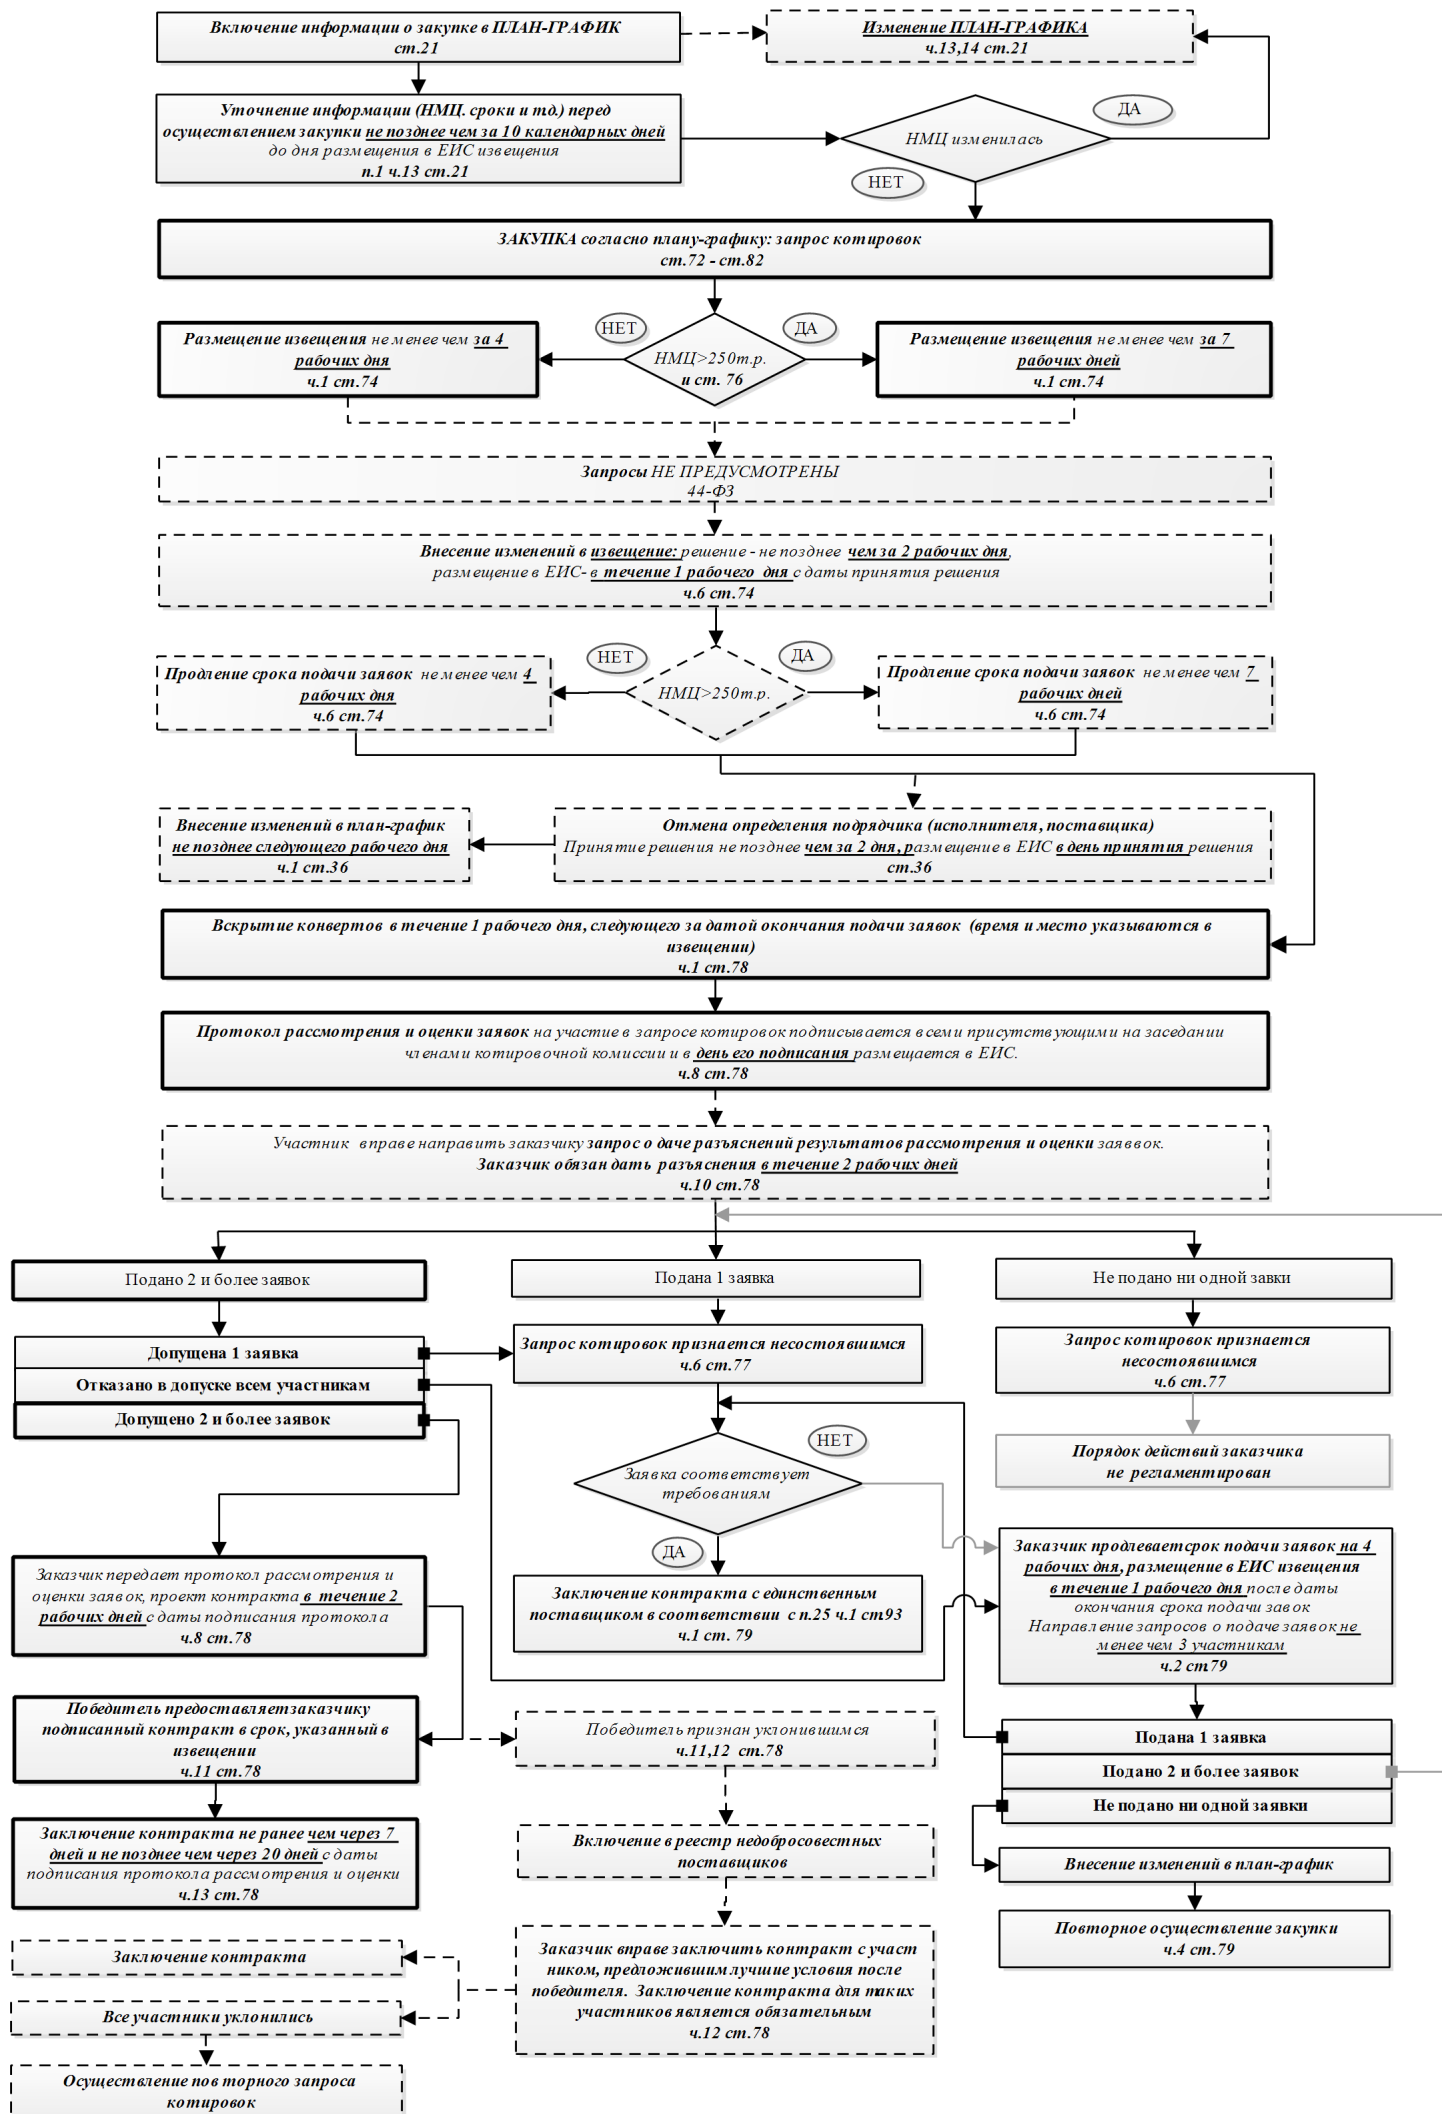 Включение информации о закупке в ПЛАН-ГРАФИК
ст.21
Изменение ПЛАН-ГРАФИКА
ч.13,14 ст.21
Уточнение информации (НМЦ. сроки и тд.) перед
осуществлением закупки не позднее чем за 10 календарных дней
до дня размещения в ЕИС извещения
п.1 ч.13 ст.21
НМЦ изменилась
ДА
НЕТ
ЗАКУПКА согласно плану-графику: запрос котировок
ст.72 - ст.82
Размещение извещения не менее чем за 4
рабочих дня
ч.1 ст.74
НЕТ
НМЦ>250т.р.
и ст. 76
ДА
Размещение извещения не менее чем за 7
рабочих дней
ч.1 ст.74
Запросы НЕ ПРЕДУСМОТРЕНЫ
44-ФЗ
Внесение изменений в извещение: решение - не позднее чем за 2 рабочих дня,
размещение в ЕИС- в течение 1 рабочего дня с даты принятия решения
ч.6 ст.74
Продление срока подачи заявок не менее чем 4
рабочих дня
ч.6 ст.74
НЕТ
НМЦ>250т.р.
ДА
Продление срока подачи заявок не менее чем 7
рабочих дней
ч.6 ст.74
Внесение изменений в план-график
не позднее следующего рабочего дня
ч.1 ст.36
Отмена определения подрядчика (исполнителя, поставщика)
Принятие решения не позднее чем за 2 дня, размещение в ЕИС в день принятия решения
ст.36
Вскрытие конвертов в течение 1 рабочего дня, следующего за датой окончания подачи заявок (время и место указываются в
извещении)
ч.1 ст.78
Протокол рассмотрения и оценки заявок на участие в запросе котировок подписывается всеми присутствующими на заседании
членами котировочной комиссии и в день его подписания размещается в ЕИС.
ч.8 ст.78
Участник вправе направить заказчику запрос о даче разъяснений результатов рассмотрения и оценки заяввок.
Заказчик обязан дать разъяснения в течение 2 рабочих дней
ч.10 ст.78
Подано 2 и более заявок
Подана 1 заявка
Не подано ни одной завки
Допущена 1 заявка
Отказано в допуске всем участникам
Допущено 2 и более заявок
Запрос котировок признается несостоявшимся
ч.6 ст.77
Запрос котировок признается
несостоявшимся
ч.6 ст.77
Порядок действий заказчика
не регламентирован
НЕТ
Заявка соответствует
требованиям
ДА
Заказчик передает протокол рассмотрения и
оценки заявок, проект контракта в течение 2
рабочих дней с даты подписания протокола
ч.8 ст.78
Заключение контракта с единственным
поставщиком в соответствии с п.25 ч.1 ст93
ч.1 ст. 79
Заказчик продлеваетсрок подачи заявок на 4
рабочих дня, размещение в ЕИС извещения
в течение 1 рабочего дня после даты
окончания срока подачи завок
Направление запросов о подаче заявок не
менее чем 3 участникам
ч.2 ст79
Победитель предоставляетзаказчику
подписанный контракт в срок, указанный в
извещении
ч.11 ст.78
Победитель признан уклонившимся
ч.11,12 ст.78
Подана 1 заявка
Подано 2 и более заявок
Не подано ни одной заявки
Заключение контракта не ранее чем через 7
дней и не позднее чем через 20 дней с даты
подписания протокола рассмотрения и оценки
ч.13 ст.78
Включение в реестр недобросовестных
поставщиков
Внесение изменений в план-график
Повторное осуществление закупки
ч.4 ст.79
Заключение контракта
Все участники уклонились
Заказчик вправе заключить контракт с участ
ником, предложившим лучшие условия после
победителя. Заключение контракта для таких
участников является обязательным
ч.12 ст.78
Осуществление пов торного запроса
котировок